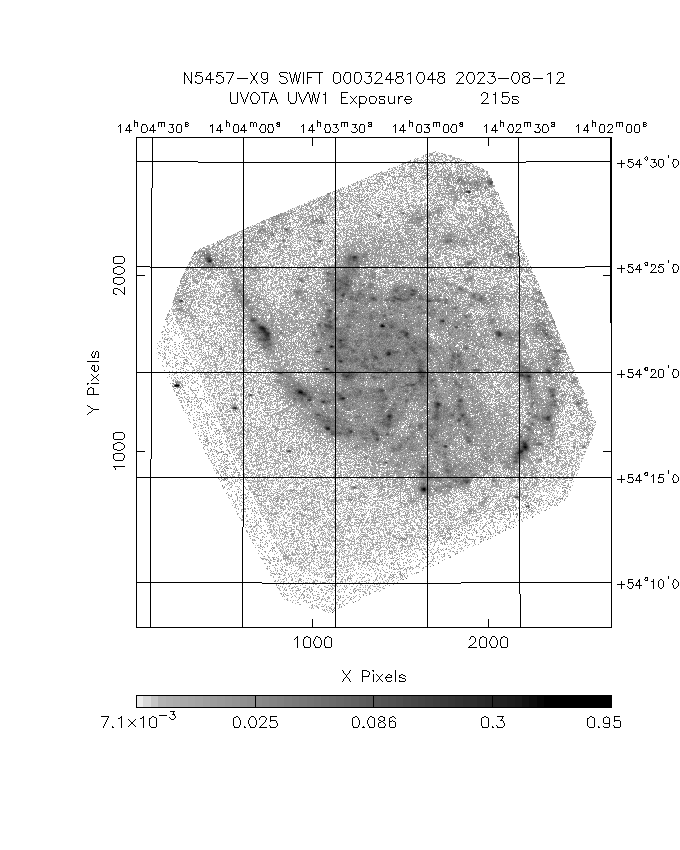 N5457-X9 SWIFT 00032481048 2023-08-12
UVOTA UVW1 Exposure 215s
14ʰ04ᵐ30ˢ 14ʰ04ᵐ00ˢ 14ʰ03ᵐ30ˢ 14ʰ03ᵐ00ˢ 14ʰ02ᵐ30ˢ 14ʰ02ᵐ00ˢ
+54°30'0
+54°25'0
2000
+54°20'0
Y Pixels
1000
+54°15'0
+54°10'0
1000 2000
X Pixels
7.1×10⁻³ 0.025 0.086 0.3 0.95